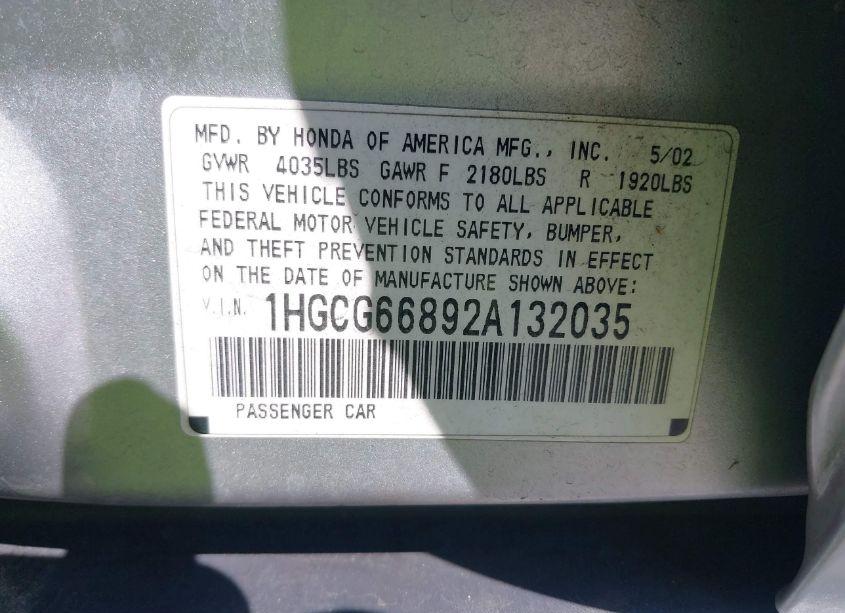 MFD. BY HONDA OF AMERICA MFG., INC. 5/02
GVWR 4035LBS GAWR F 2180LBS R 1920LBS
THIS VEHICLE CONFORMS TO ALL APPLICABLE
FEDERAL MOTOR VEHICLE SAFETY, BUMPER,
AND THEFT PREVENTION STANDARDS IN EFFECT
ON THE DATE OF MANUFACTURE SHOWN ABOVE:
V.I.N. 1HGCG66892A132035
PASSENGER CAR